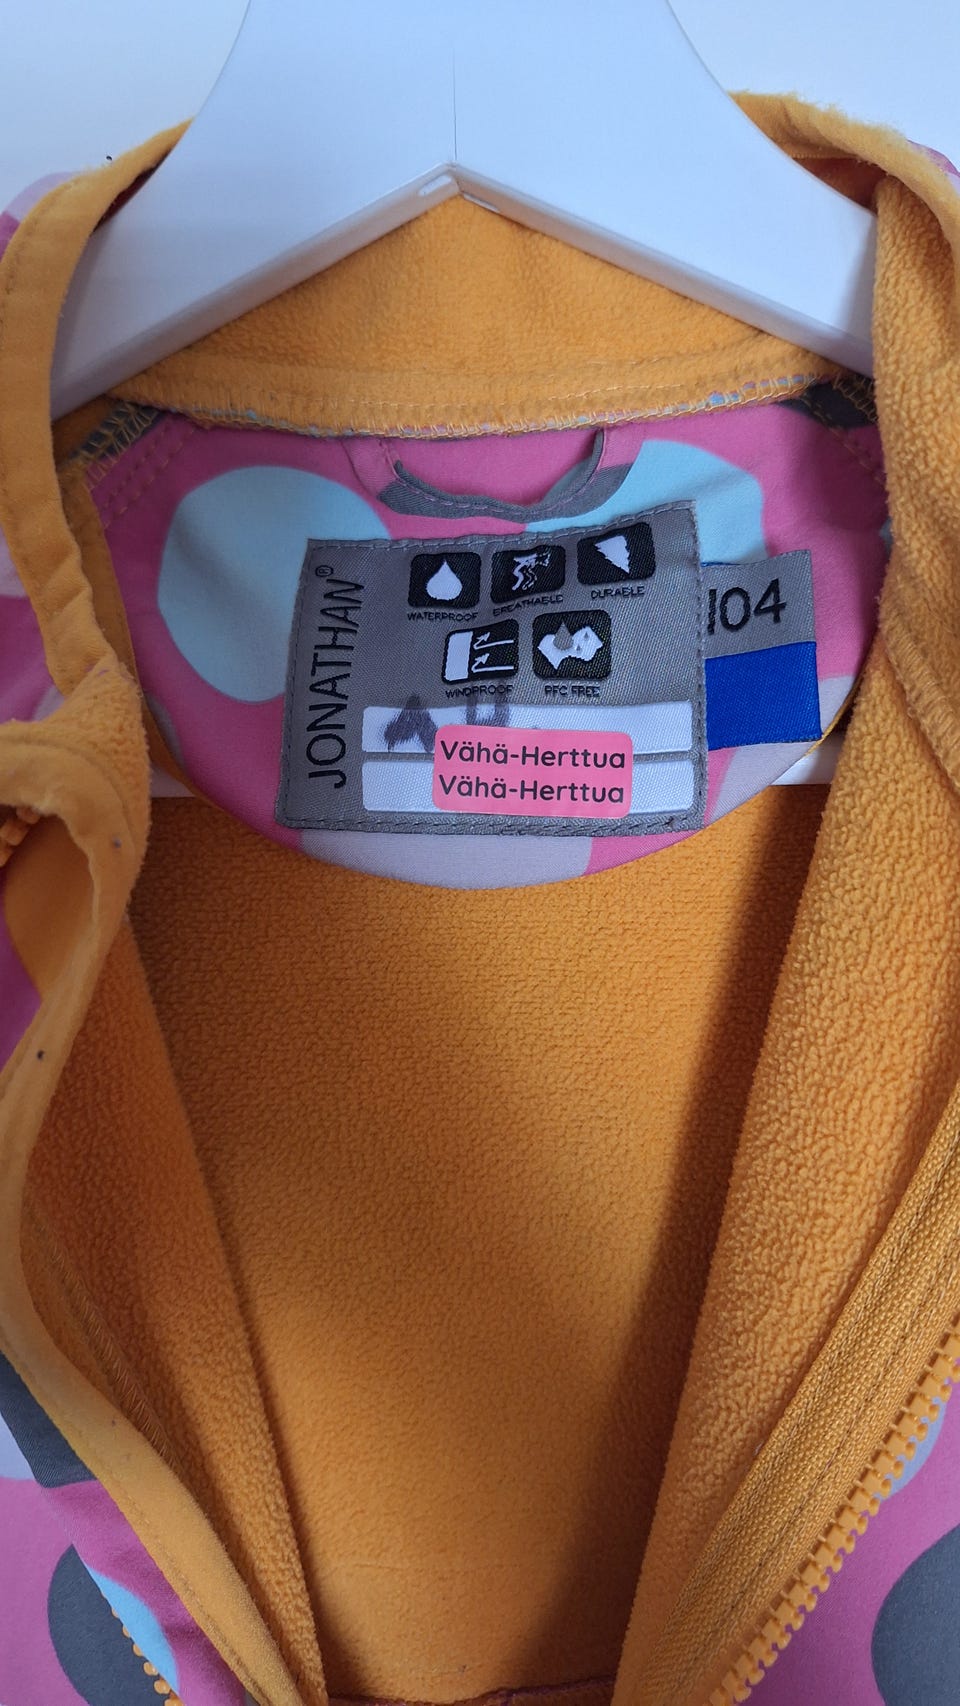 JONATHAN®
WATERPROOF
BREATHABLE
DURABLE
WINDPROOF
PFC FREE
104
Vähä-Herttua
Vähä-Herttua